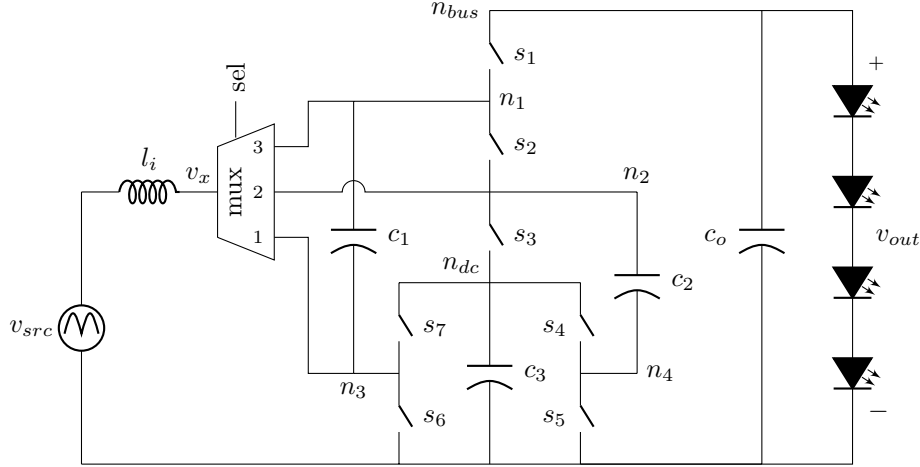 n_bus
s_1
+
sel
n_1
3
s_2
l_i
v_x
mux
2
n_2
1
c_1
s_3
c_o
v_out
n_dc
c_2
v_src
s_7
s_4
n_3
c_3
n_4
s_6
s_5
−